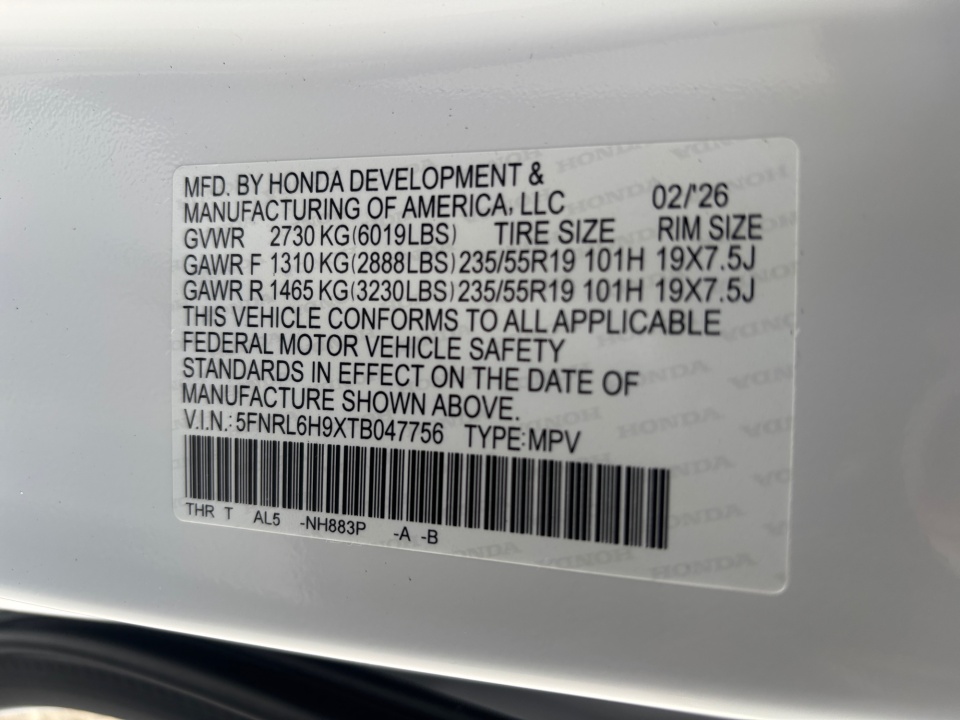 MFD. BY HONDA DEVELOPMENT &
MANUFACTURING OF AMERICA, LLC 02/'26
GVWR 2730 KG(6019LBS) TIRE SIZE RIM SIZE
GAWR F 1310 KG(2888LBS) 235/55R19 101H 19X7.5J
GAWR R 1465 KG(3230LBS) 235/55R19 101H 19X7.5J
THIS VEHICLE CONFORMS TO ALL APPLICABLE
FEDERAL MOTOR VEHICLE SAFETY
STANDARDS IN EFFECT ON THE DATE OF
MANUFACTURE SHOWN ABOVE.
V.I.N.: 5FNRL6H9XTB047756 TYPE:MPV
THR T AL5 -NH883P -A -B